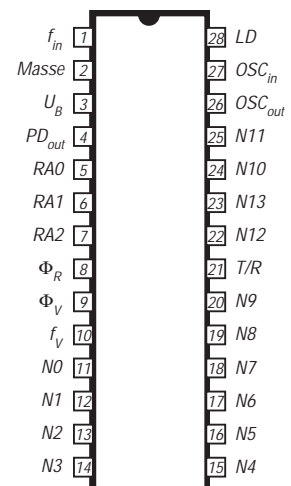 f_in 1 28 LD
Masse 2 27 OSC_in
U_B 3 26 OSC_out
PD_out 4 25 N11
RA0 5 24 N10
RA1 6 23 N13
RA2 7 22 N12
Φ_R 8 21 T/R
Φ_V 9 20 N9
f_V 10 19 N8
N0 11 18 N7
N1 12 17 N6
N2 13 16 N5
N3 14 15 N4